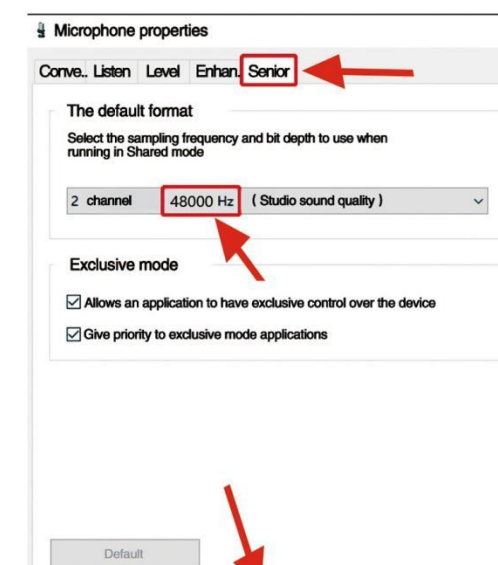 Microphone properties
Conve.. Listen Level Enhan. Senior
The default format
Select the sampling frequency and bit depth to use when
running in Shared mode
2 channel 48000 Hz ( Studio sound quality )
Exclusive mode
Allows an application to have exclusive control over the device
Give priority to exclusive mode applications
Default